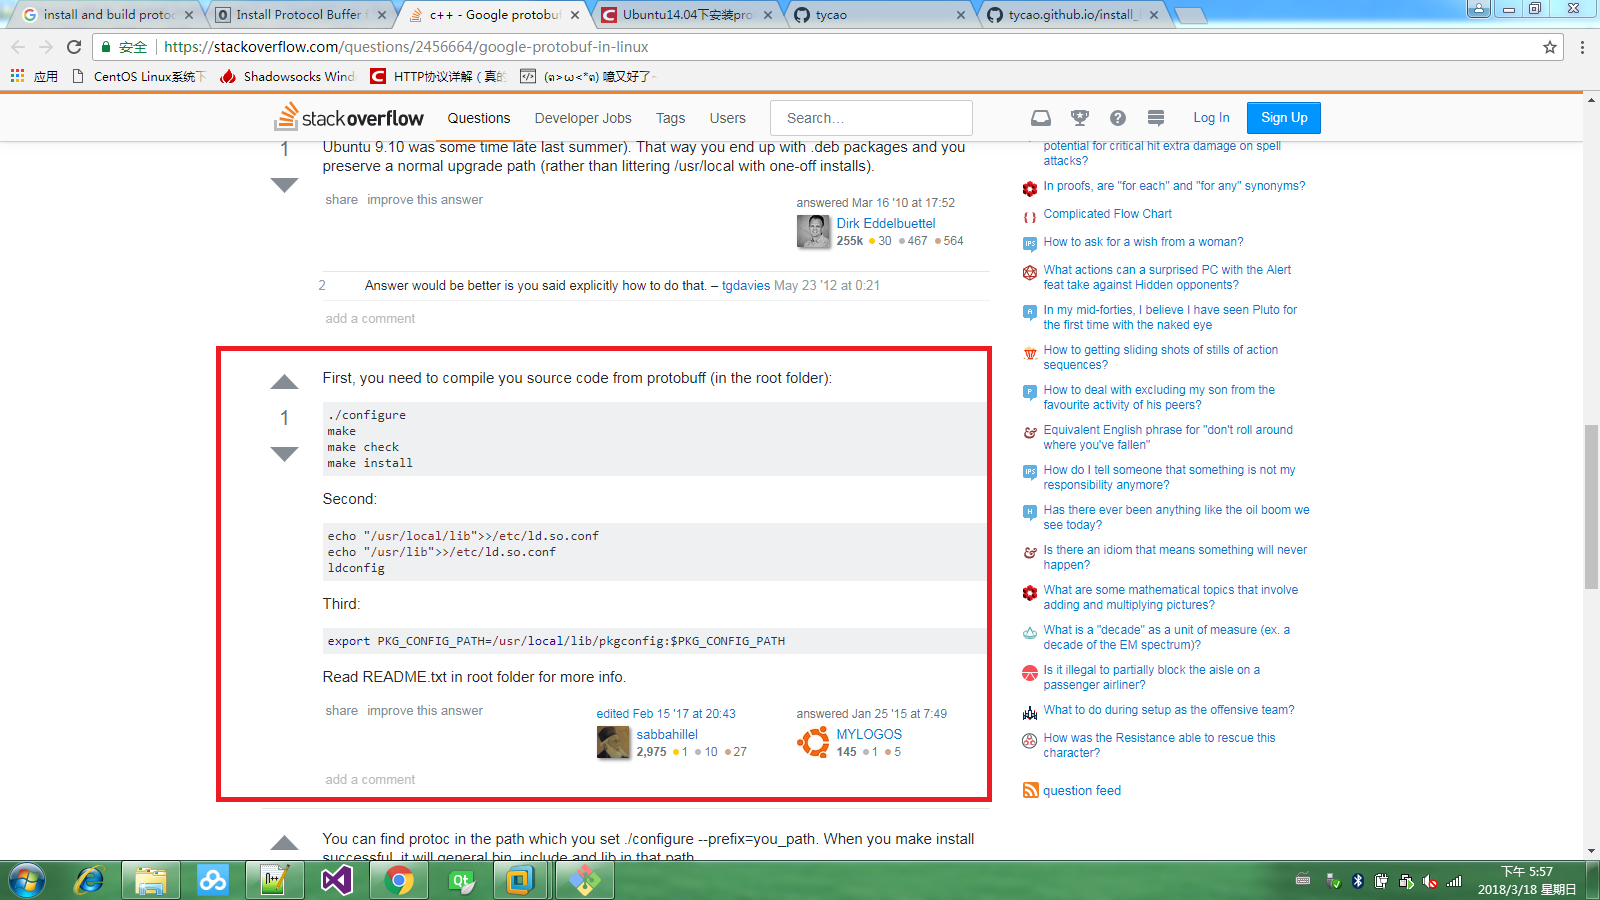 install and build protoc
Install Protocol Buffer f
c++ - Google protobuf
Ubuntu14.04下安装pro
tycao
tycao.github.io/install_
安全
https://stackoverflow.com/questions/2456664/google-protobuf-in-linux
应用
CentOS Linux系统下
Shadowsocks Wind
HTTP协议详解（真的
(ฅ>ω<*ฅ) 噫又好了~
stackoverflow
Questions
Developer Jobs
Tags
Users
Search...
Log In
Sign Up
1
Ubuntu 9.10 was some time late last summer). That way you end up with .deb packages and you
preserve a normal upgrade path (rather than littering /usr/local with one-off installs).
share improve this answer
answered Mar 16 '10 at 17:52
Dirk Eddelbuettel
255k 30 467 564
2
Answer would be better is you said explicitly how to do that. – tgdavies May 23 '12 at 0:21
add a comment
First, you need to compile you source code from protobuff (in the root folder):
1
./configure
make
make check
make install
Second:
echo "/usr/local/lib">>/etc/ld.so.conf
echo "/usr/lib">>/etc/ld.so.conf
ldconfig
Third:
export PKG_CONFIG_PATH=/usr/local/lib/pkgconfig:$PKG_CONFIG_PATH
Read README.txt in root folder for more info.
share improve this answer
edited Feb 15 '17 at 20:43
sabbahillel
2,975 1 10 27
answered Jan 25 '15 at 7:49
MYLOGOS
145 1 5
add a comment
You can find protoc in the path which you set ./configure --prefix=you_path. When you make install
successful, it will general bin, include and lib in that path.
potential for critical hit extra damage on spell
attacks?
In proofs, are "for each" and "for any" synonyms?
Complicated Flow Chart
How to ask for a wish from a woman?
What actions can a surprised PC with the Alert
feat take against Hidden opponents?
In my mid-forties, I believe I have seen Pluto for
the first time with the naked eye
How to getting sliding shots of stills of action
sequences?
How to deal with excluding my son from the
favourite activity of his peers?
Equivalent English phrase for "don't roll around
where you've fallen"
How do I tell someone that something is not my
responsibility anymore?
Has there ever been anything like the oil boom we
see today?
Is there an idiom that means something will never
happen?
What are some mathematical topics that involve
adding and multiplying pictures?
What is a "decade" as a unit of measure (ex. a
decade of the EM spectrum)?
Is it illegal to partially block the aisle on a
passenger airliner?
What to do during setup as the offensive team?
How was the Resistance able to rescue this
character?
question feed
下午 5:57
2018/3/18 星期日